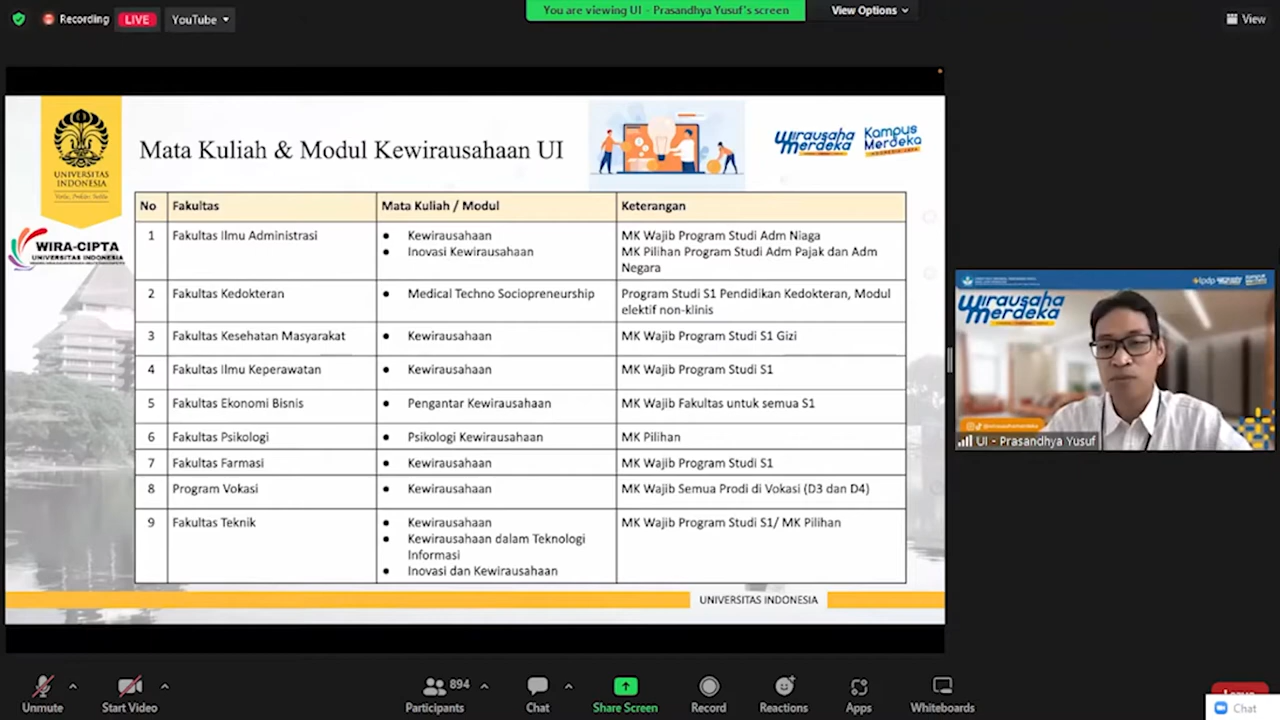 Recording
LIVE
YouTube
You are viewing UI - Prasandhya Yusuf's screen
View Options
View
UNIVERSITAS
INDONESIA
Mata Kuliah & Modul Kewirausahaan UI
Wirausaha
Merdeka
Kampus
Merdeka
WIRA-CIPTA
UNIVERSITAS INDONESIA
No Fakultas Mata Kuliah / Modul Keterangan
1 Fakultas Ilmu Administrasi ● Kewirausahaan MK Wajib Program Studi Adm Niaga
● Inovasi Kewirausahaan MK Pilihan Program Studi Adm Pajak dan Adm
Negara
2 Fakultas Kedokteran ● Medical Techno Sociopreneurship Program Studi S1 Pendidikan Kedokteran, Modul
elektif non-klinis
3 Fakultas Kesehatan Masyarakat ● Kewirausahaan MK Wajib Program Studi S1 Gizi
4 Fakultas Ilmu Keperawatan ● Kewirausahaan MK Wajib Program Studi S1
5 Fakultas Ekonomi Bisnis ● Pengantar Kewirausahaan MK Wajib Fakultas untuk semua S1
6 Fakultas Psikologi ● Psikologi Kewirausahaan MK Pilihan
7 Fakultas Farmasi ● Kewirausahaan MK Wajib Program Studi S1
8 Program Vokasi ● Kewirausahaan MK Wajib Semua Prodi di Vokasi (D3 dan D4)
9 Fakultas Teknik ● Kewirausahaan MK Wajib Program Studi S1/ MK Pilihan
● Kewirausahaan dalam Teknologi
Informasi
● Inovasi dan Kewirausahaan
UNIVERSITAS INDONESIA
lpdp
Wirausaha
Merdeka
UI - Prasandhya Yusuf
Unmute
Start Video
894
Participants
Chat
Share Screen
Record
Reactions
Apps
Whiteboards
Chat